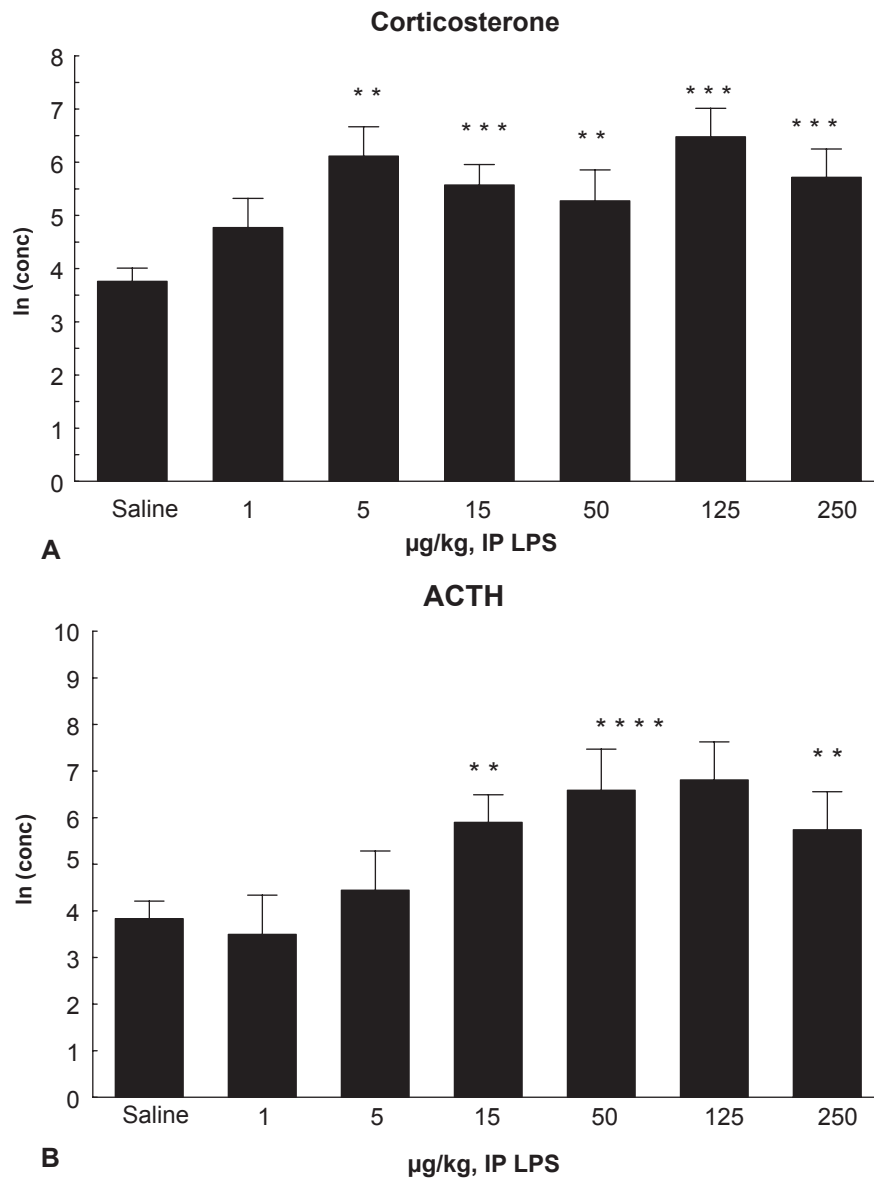 Corticosterone
8
7
6
5
4
3
2
1
0
ln (conc)
* *
* * *
* *
* * *
* * *
Saline 1 5 15 50 125 250
µg/kg, IP LPS
A
ACTH
10
9
8
7
6
5
4
3
2
1
0
ln (conc)
* *
* * * *
* *
Saline 1 5 15 50 125 250
µg/kg, IP LPS
B